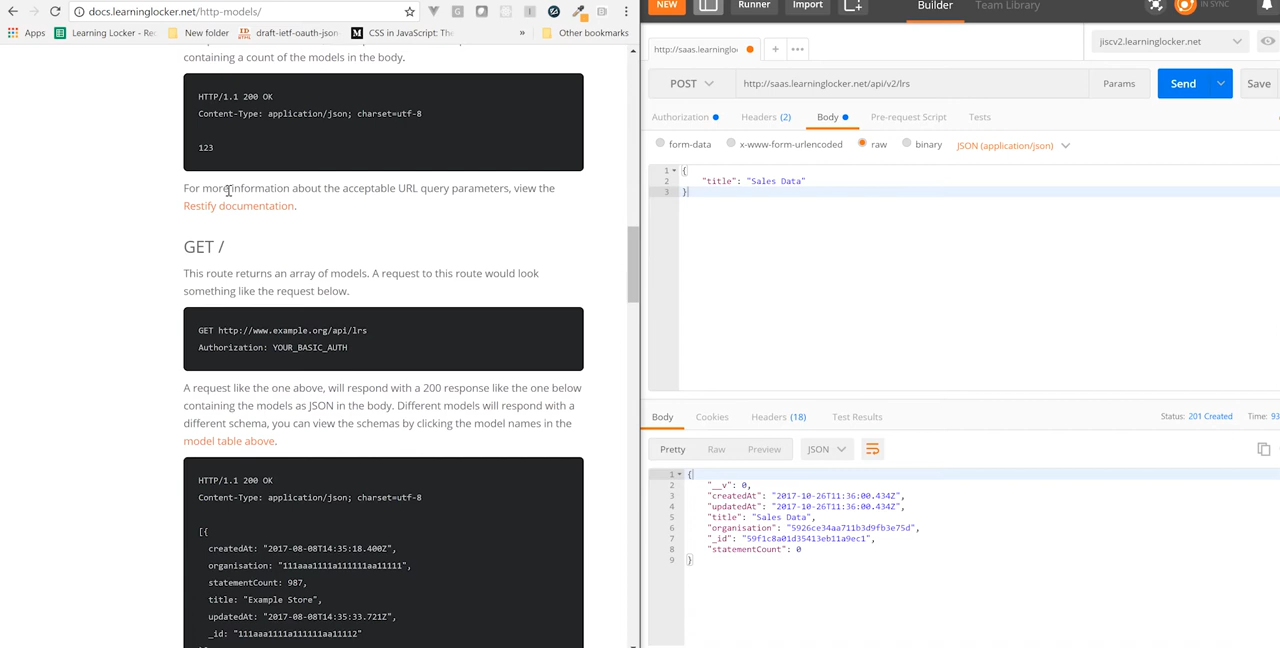 docs.learninglocker.net/http-models/
Apps
Learning Locker - Re
New folder
draft-ietf-oauth-json
CSS in JavaScript: Th
»
Other bookmarks
containing a count of the models in the body.
HTTP/1.1 200 OK
Content-Type: application/json; charset=utf-8
123
For more information about the acceptable URL query parameters, view the
Restify documentation.
GET /
This route returns an array of models. A request to this route would look
something like the request below.
GET http://www.example.org/api/lrs
Authorization: YOUR_BASIC_AUTH
A request like the one above, will respond with a 200 response like the one below
containing the models as JSON in the body. Different models will respond with a
different schema, you can view the schemas by clicking the model names in the
model table above.
HTTP/1.1 200 OK
Content-Type: application/json; charset=utf-8
[{
createdAt: "2017-08-08T14:35:18.400Z",
organisation: "111aaa1111a111111aa11111",
statementCount: 987,
title: "Example Store",
updatedAt: "2017-08-08T14:35:33.721Z",
_id: "111aaa1111a111111aa11112"
NEW
Runner
Import
Builder
Team Library
IN SYNC
http://saas.learninglo
+
•••
jiscv2.learninglocker.net
POST
http://saas.learninglocker.net/api/v2/lrs
Params
Send
Save
Authorization
Headers (2)
Body
Pre-request Script
Tests
form-data
x-www-form-urlencoded
raw
binary
JSON (application/json)
1 {
2 "title": "Sales Data"
3 }
Body
Cookies
Headers (18)
Test Results
Status: 201 Created
Time: 93
Pretty
Raw
Preview
JSON
1 {
2 "__v": 0,
3 "createdAt": "2017-10-26T11:36:00.434Z",
4 "updatedAt": "2017-10-26T11:36:00.434Z",
5 "title": "Sales Data",
6 "organisation": "5926ce34aa711b3d9fb3e75d",
7 "_id": "59f1c8a01d35413eb11a9ec1",
8 "statementCount": 0
9 }